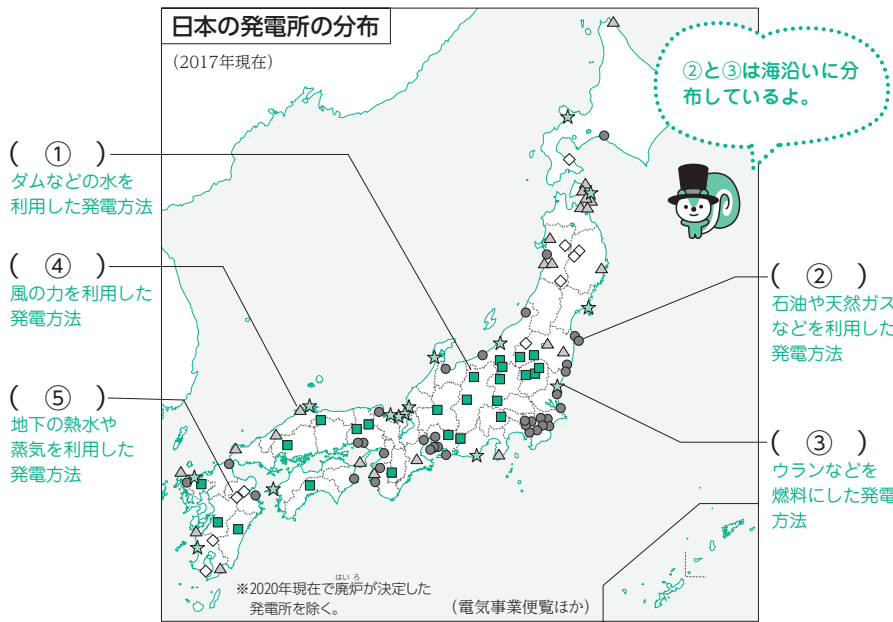 日本の発電所の分布
(2017年現在)
②と③は海沿いに分
布しているよ。
( ① )
ダムなどの水を
利用した発電方法
( ④ )
風の力を利用した
発電方法
( ⑤ )
地下の熱水や
蒸気を利用した
発電方法
( ② )
石油や天然ガス
などを利用した
発電方法
( ③ )
ウランなどを
燃料にした発電
方法
はいろ
※2020年現在で廃炉が決定した
発電所を除く。
(電気事業便覧ほか)